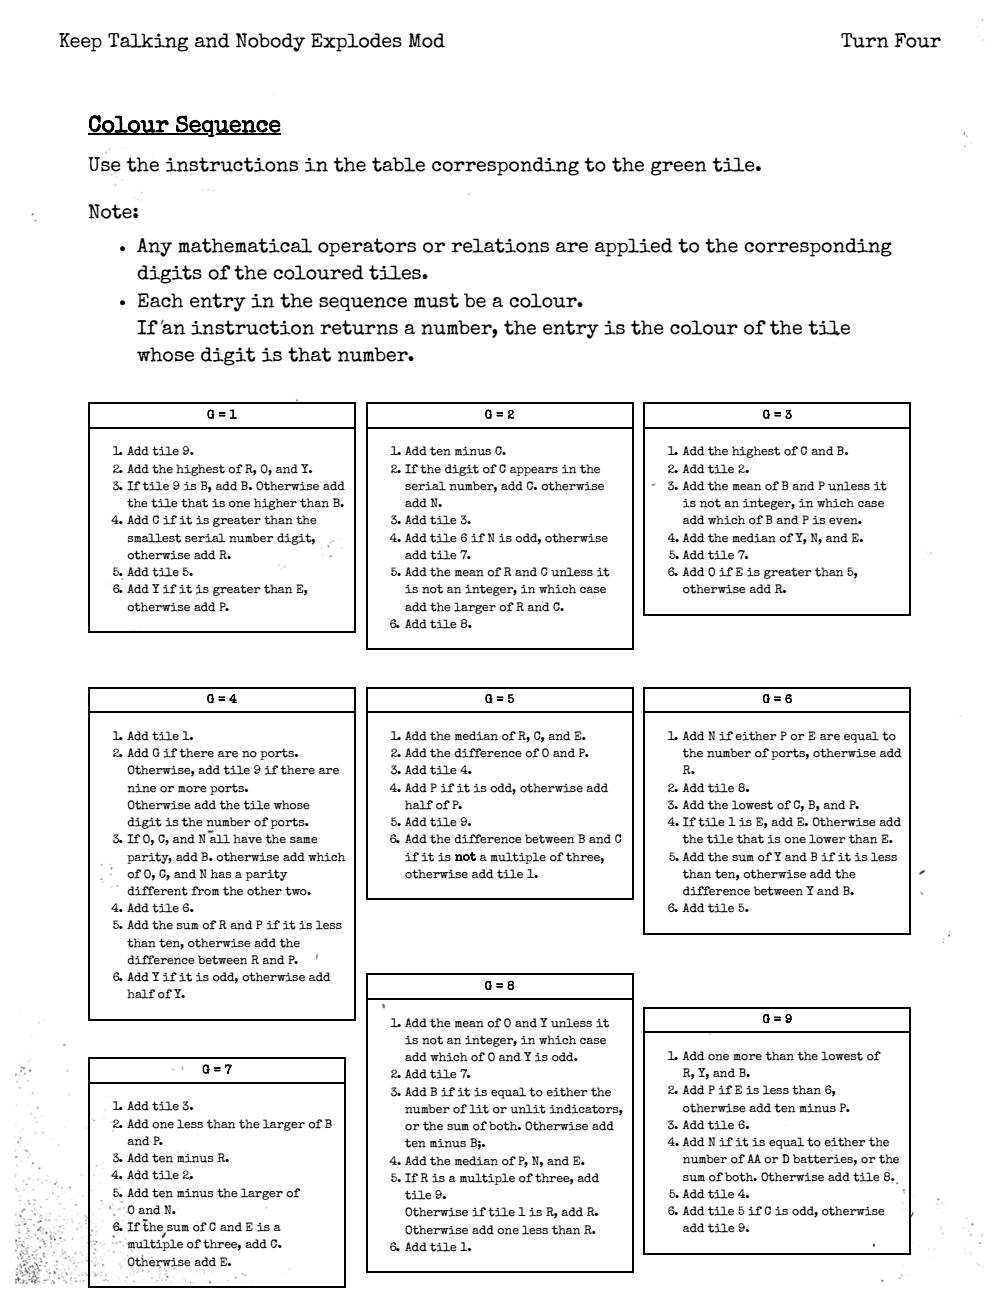 Keep Talking and Nobody Explodes Mod
Turn Four
Colour Sequence
Use the instructions in the table corresponding to the green tile.
Note:
• Any mathematical operators or relations are applied to the corresponding
digits of the coloured tiles.
• Each entry in the sequence must be a colour.
If an instruction returns a number, the entry is the colour of the tile
whose digit is that number.
G = 1
1. Add tile 9.
2. Add the highest of R, O, and Y.
3. If tile 9 is B, add B. Otherwise add
the tile that is one higher than B.
4. Add C if it is greater than the
smallest serial number digit,
otherwise add R.
5. Add tile 5.
6. Add Y if it is greater than E,
otherwise add P.
G = 2
1. Add ten minus C.
2. If the digit of C appears in the
serial number, add C. otherwise
add N.
3. Add tile 3.
4. Add tile 6 if N is odd, otherwise
add tile 7.
5. Add the mean of R and C unless it
is not an integer, in which case
add the larger of R and C.
6. Add tile 8.
G = 3
1. Add the highest of C and B.
2. Add tile 2.
3. Add the mean of B and P unless it
is not an integer, in which case
add which of B and P is even.
4. Add the median of Y, N, and E.
5. Add tile 7.
6. Add O if E is greater than 5,
otherwise add R.
G = 4
1. Add tile 1.
2. Add G if there are no ports.
Otherwise, add tile 9 if there are
nine or more ports.
Otherwise add the tile whose
digit is the number of ports.
3. If O, C, and N all have the same
parity, add B. otherwise add which
of O, C, and N has a parity
different from the other two.
4. Add tile 6.
5. Add the sum of R and P if it is less
than ten, otherwise add the
difference between R and P.
6. Add Y if it is odd, otherwise add
half of Y.
G = 5
1. Add the median of R, C, and E.
2. Add the difference of O and P.
3. Add tile 4.
4. Add P if it is odd, otherwise add
half of P.
5. Add tile 9.
6. Add the difference between B and C
if it is not a multiple of three,
otherwise add tile 1.
G = 6
1. Add N if either P or E are equal to
the number of ports, otherwise add
R.
2. Add tile 8.
3. Add the lowest of C, B, and P.
4. If tile 1 is E, add E. Otherwise add
the tile that is one lower than E.
5. Add the sum of Y and B if it is less
than ten, otherwise add the
difference between Y and B.
6. Add tile 5.
G = 7
1. Add tile 3.
2. Add one less than the larger of B
and P.
3. Add ten minus R.
4. Add tile 2.
5. Add ten minus the larger of
O and N.
6. If the sum of C and E is a
multiple of three, add C.
Otherwise add E.
G = 8
1. Add the mean of O and Y unless it
is not an integer, in which case
add which of O and Y is odd.
2. Add tile 7.
3. Add B if it is equal to either the
number of lit or unlit indicators,
or the sum of both. Otherwise add
ten minus B;.
4. Add the median of P, N, and E.
5. If R is a multiple of three, add
tile 9.
Otherwise if tile 1 is R, add R.
Otherwise add one less than R.
6. Add tile 1.
G = 9
1. Add one more than the lowest of
R, Y, and B.
2. Add P if E is less than 6,
otherwise add ten minus P.
3. Add tile 6.
4. Add N if it is equal to either the
number of AA or D batteries, or the
sum of both. Otherwise add tile 8.
5. Add tile 4.
6. Add tile 5 if C is odd, otherwise
add tile 9.